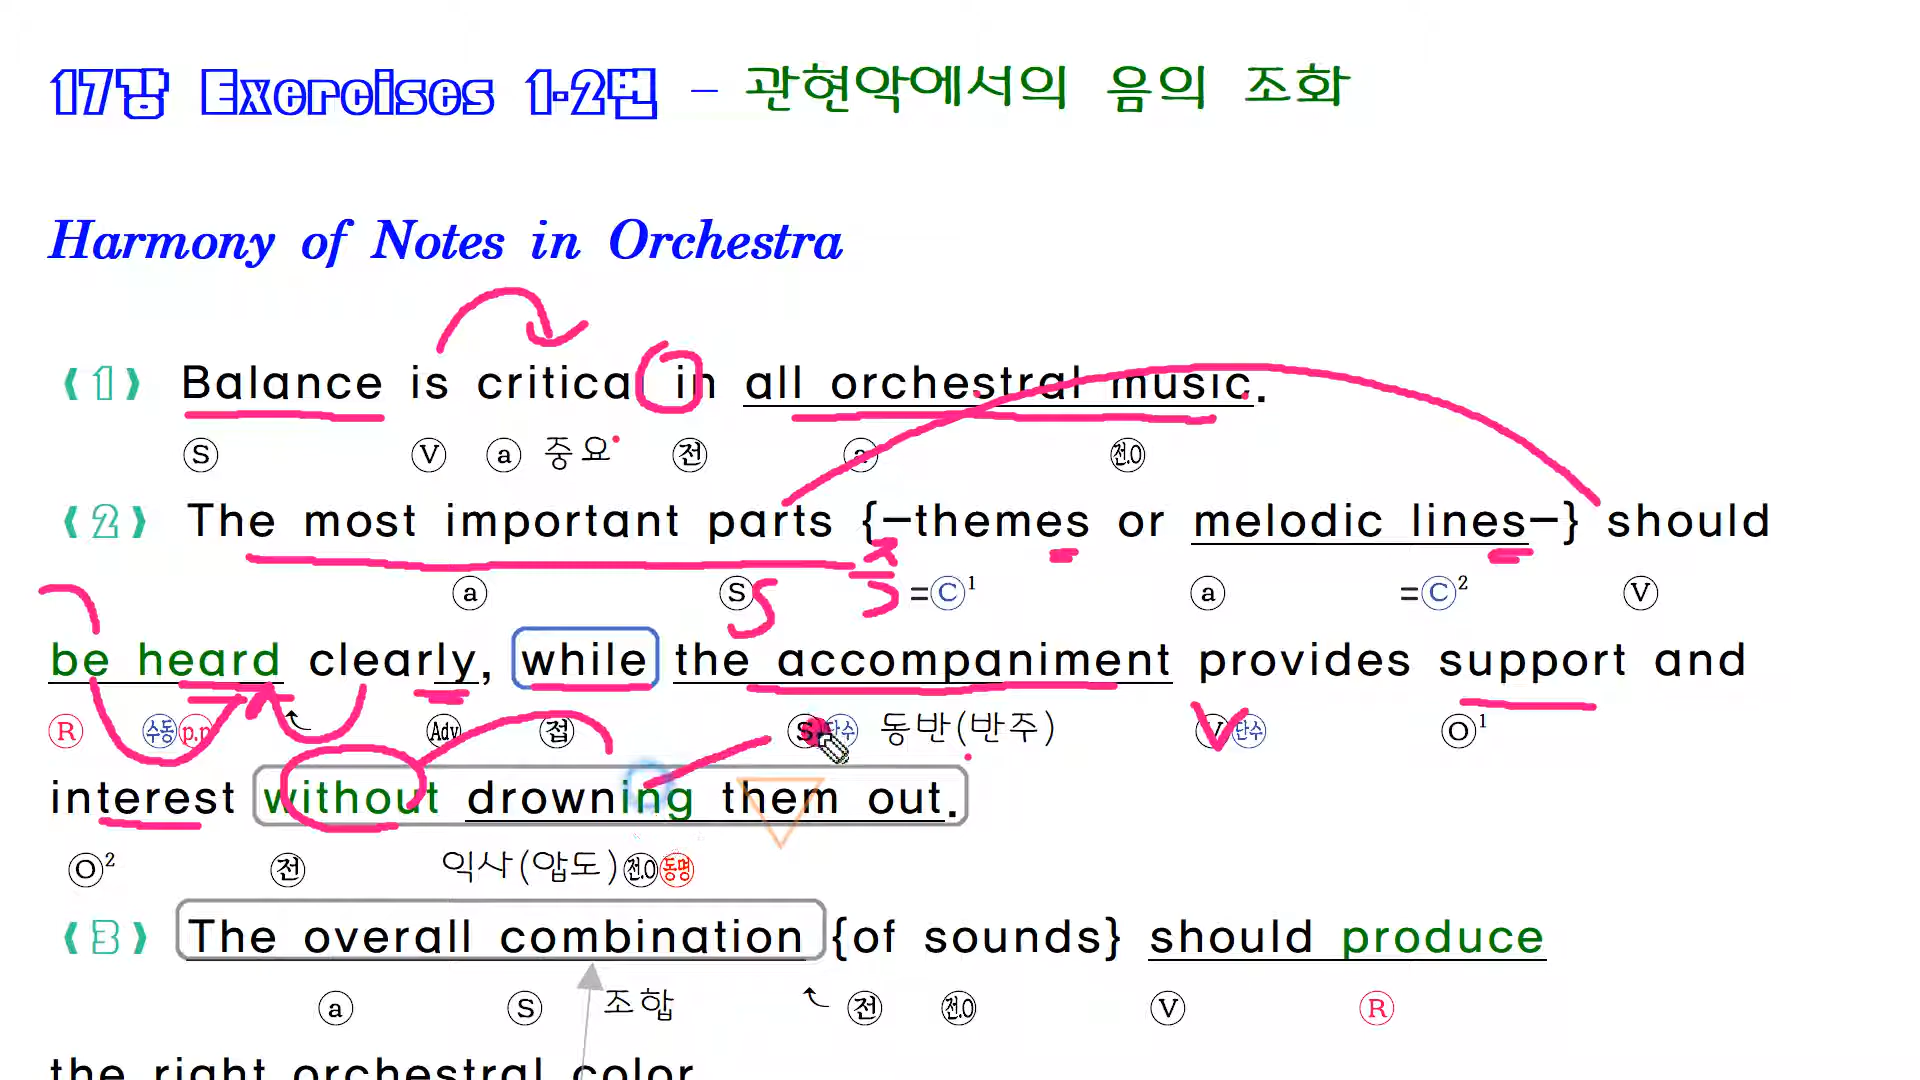 17강 Exercises 1-2번 – 관현악에서의 음의 조화
Harmony of Notes in Orchestra
(1) Balance is critical in all orchestral music.
Ⓢ Ⓥ ⓐ 중요 전 ⓐ 전.O
(2) The most important parts {–themes or melodic lines–} should
ⓐ Ⓢ =Ⓒ¹ ⓐ =Ⓒ² Ⓥ
be heard clearly, while the accompaniment provides support and
Ⓡ 수동 p.p Adv 접 Ⓢ 단수 동반(반주) Ⓥ 단수 Ⓞ¹
interest without drowning them out.
Ⓞ² 전 익사(압도) 전.O 동명
(3) The overall combination {of sounds} should produce
ⓐ Ⓢ 조합 전 전.O Ⓥ Ⓡ
the right orchestral color